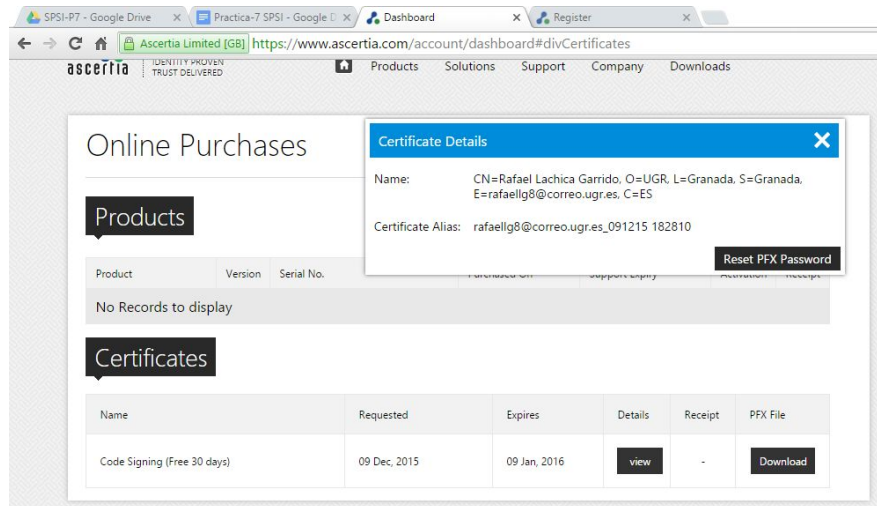 SPSI-P7 - Google Drive
Practica-7 SPSI - Google D
Dashboard
Register
Ascertia Limited [GB] https://www.ascertia.com/account/dashboard#divCertificates
ascertia
IDENTITY PROVEN
TRUST DELIVERED
Products Solutions Support Company Downloads
Online Purchases
Certificate Details
Name: CN=Rafael Lachica Garrido, O=UGR, L=Granada, S=Granada,
E=rafaellg8@correo.ugr.es, C=ES
Certificate Alias: rafaellg8@correo.ugr.es_091215 182810
Reset PFX Password
Products
Product Version Serial No. Purchased On Support Expiry Activation Receipt
No Records to display
Certificates
Name Requested Expires Details Receipt PFX File
Code Signing (Free 30 days) 09 Dec, 2015 09 Jan, 2016 view - Download